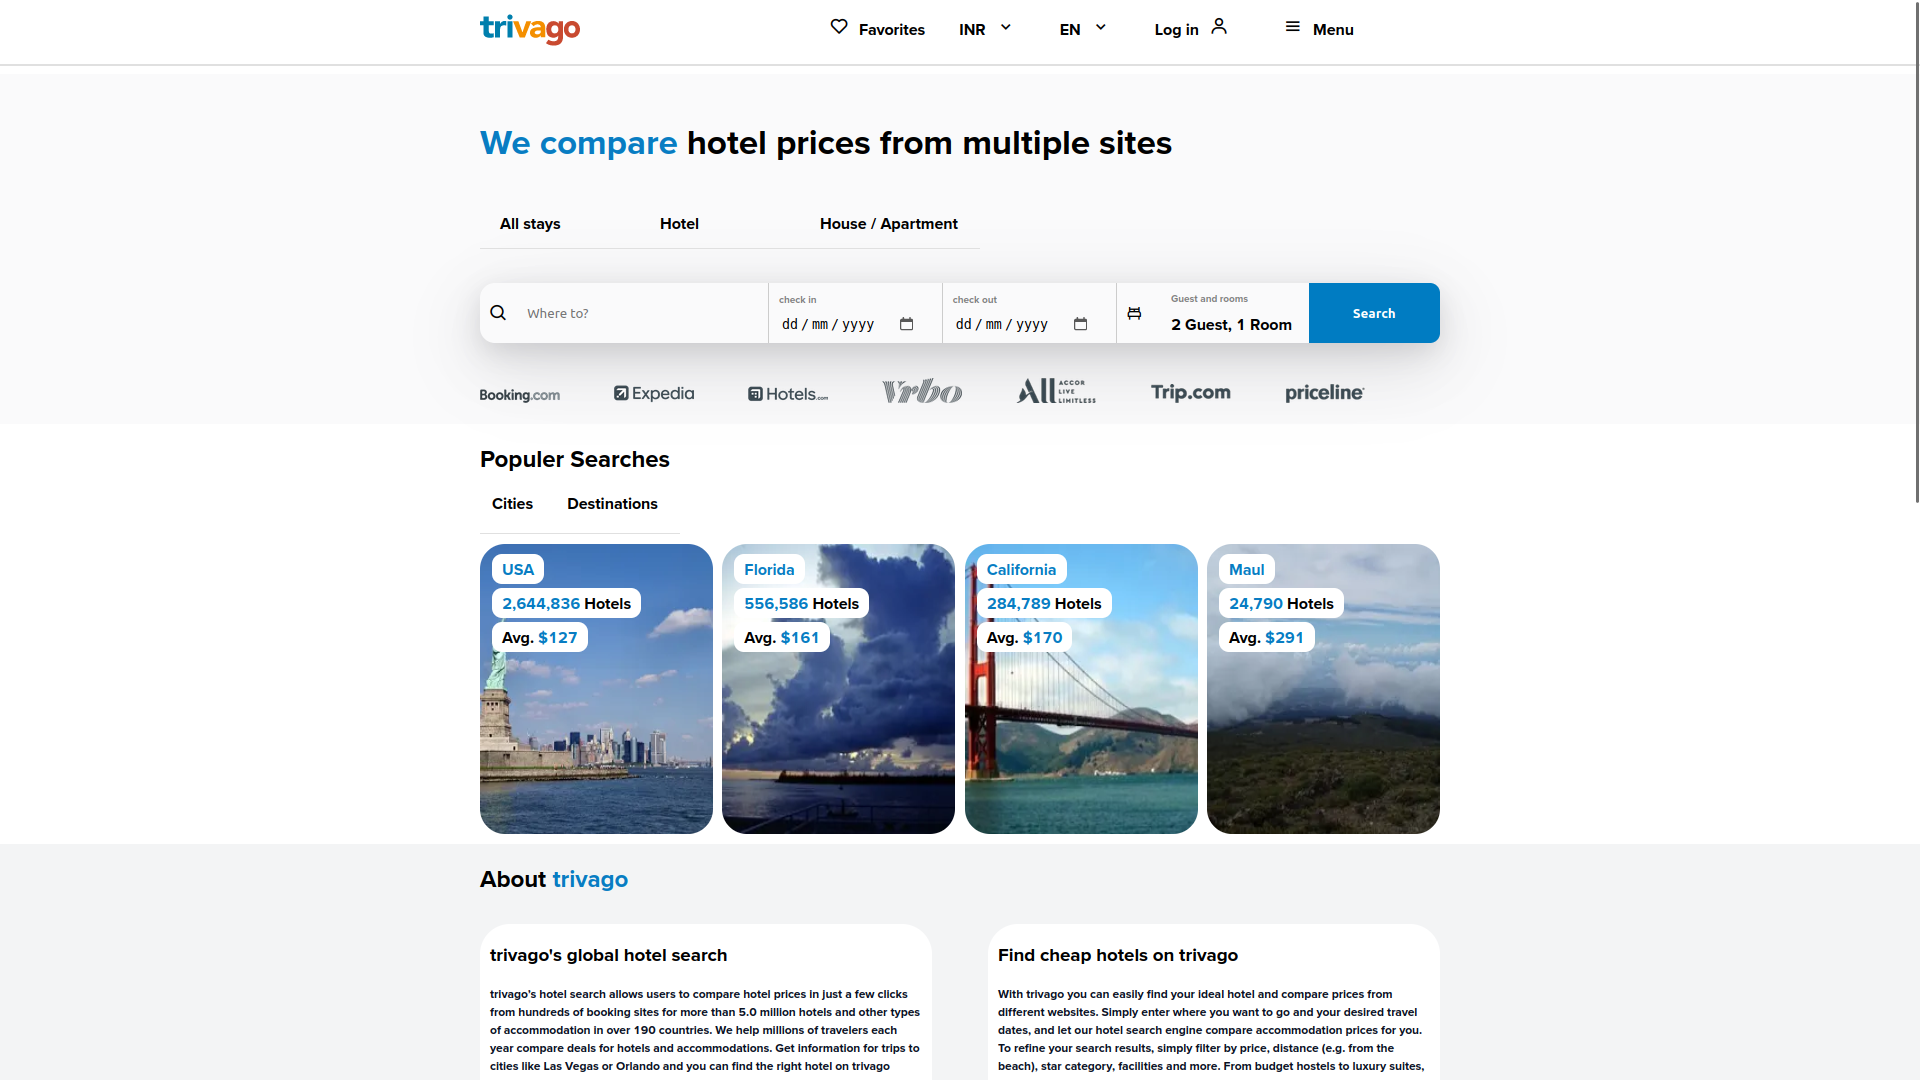 trivago
Favorites
INR
EN
Log in
Menu
We compare hotel prices from multiple sites
All stays
Hotel
House / Apartment
Where to?
check in
dd / mm / yyyy
check out
dd / mm / yyyy
Guest and rooms
2 Guest, 1 Room
Search
Booking.com
Expedia
Hotels.com
Vrbo
All ACCOR LIVE LIMITLESS
Trip.com
priceline
Populer Searches
Cities
Destinations
USA
2,644,836 Hotels
Avg. $127
Florida
556,586 Hotels
Avg. $161
California
284,789 Hotels
Avg. $170
Maul
24,790 Hotels
Avg. $291
About trivago
trivago's global hotel search
trivago's hotel search allows users to compare hotel prices in just a few clicks
from hundreds of booking sites for more than 5.0 million hotels and other types
of accommodation in over 190 countries. We help millions of travelers each
year compare deals for hotels and accommodations. Get information for trips to
cities like Las Vegas or Orlando and you can find the right hotel on trivago
Find cheap hotels on trivago
With trivago you can easily find your ideal hotel and compare prices from
different websites. Simply enter where you want to go and your desired travel
dates, and let our hotel search engine compare accommodation prices for you.
To refine your search results, simply filter by price, distance (e.g. from the
beach), star category, facilities and more. From budget hostels to luxury suites,